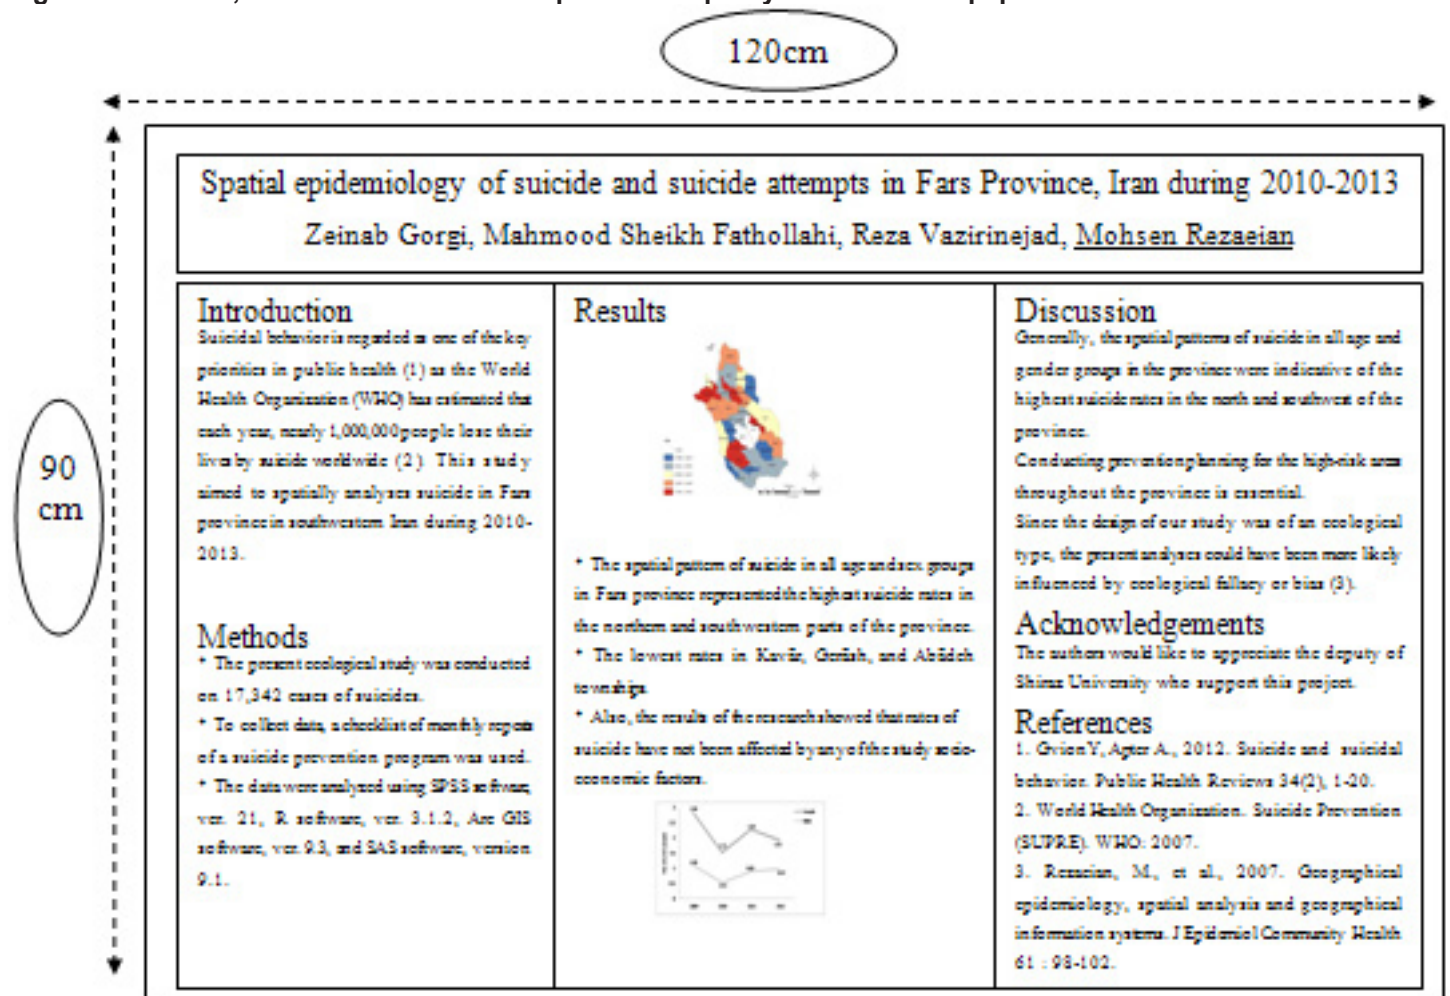 120cm
90
cm
Spatial epidemiology of suicide and suicide attempts in Fars Province, Iran during 2010-2013
Zeinab Gorgi, Mahmood Sheikh Fathollahi, Reza Vazirinejad, Mohsen Rezaeian
Introduction
Suicidal behavior is regarded as one of the key
priorities in public health (1) as the World
Health Organization (WHO) has estimated that
each year, nearly 1,000,000 people lose their
lives by suicide worldwide (2). This study
aimed to spatially analyses suicide in Fars
province in southwestern Iran during 2010-
2013.
Methods
* The present ecological study was conducted
on 17,342 cases of suicides.
* To collect data, a checklist of monthly reports
of a suicide prevention program was used.
* The data were analyzed using SPSS software,
ver. 21, R software, ver. 3.1.2, Arc GIS
software, ver. 9.3, and SAS software, version
9.1.
Results
* The spatial pattern of suicide in all age and sex groups
in Fars province represented the highest suicide rates in
the northern and southwestern parts of the province.
* The lowest rates in Kavār, Gerāsh, and Abādeh
townships.
* Also, the results of the research showed that rates of
suicide have not been affected by any of the study socio-
economic factors.
Discussion
Generally, the spatial patterns of suicide in all age and
gender groups in the province were indicative of the
highest suicide rates in the north and southwest of the
province.
Conducting prevention planning for the high-risk areas
throughout the province is essential.
Since the design of our study was of an ecological
type, the present analyses could have been more likely
influenced by ecological fallacy or bias (3).
Acknowledgements
The authors would like to appreciate the deputy of
Shiraz University who support this project.
References
1. Gvion Y, Apter A., 2012. Suicide and suicidal
behavior. Public Health Reviews 34(2), 1-20.
2. World Health Organization. Suicide Prevention
(SUPRE). WHO: 2007.
3. Rezaeian, M., et al., 2007. Geographical
epidemiology, spatial analysis and geographical
information systems. J Epidemiol Community Health
61 : 98-102.